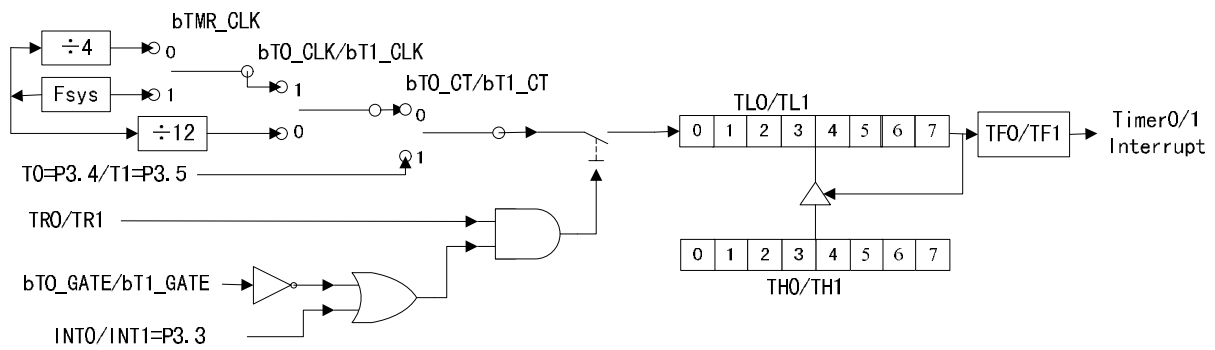 bTMR_CLK
÷4
0
bT0_CLK/bT1_CLK
Fsys
1
1
bT0_CT/bT1_CT
0
÷12
0
1
T0=P3.4/T1=P3.5
TL0/TL1
0 1 2 3 4 5 6 7
TF0/TF1
Timer0/1
Interrupt
TR0/TR1
0 1 2 3 4 5 6 7
TH0/TH1
bT0_GATE/bT1_GATE
INT0/INT1=P3.3